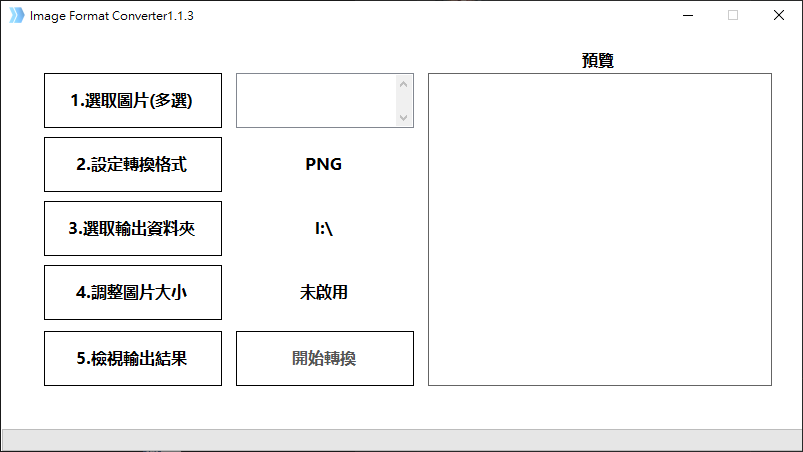 Image Format Converter1.1.3
預覽
1.選取圖片(多選)
2.設定轉換格式
PNG
3.選取輸出資料夾
I:\
4.調整圖片大小
未啟用
5.檢視輸出結果
開始轉換